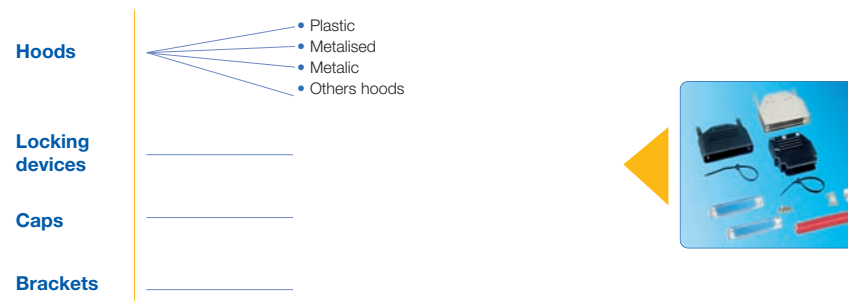 Hoods
• Plastic
• Metalised
• Metalic
• Others hoods
Locking
devices
Caps
Brackets